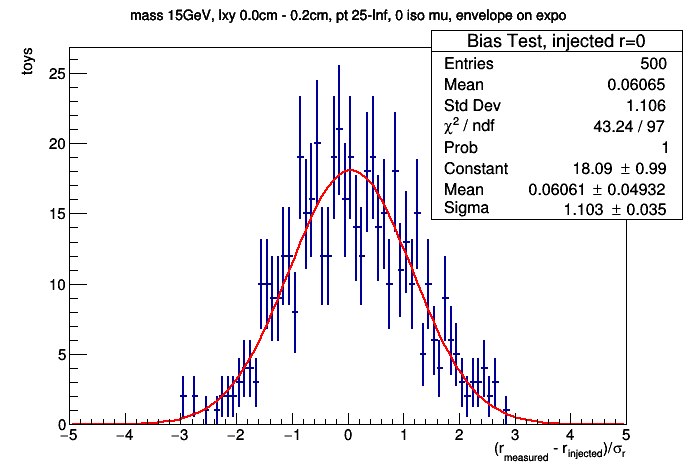 mass 15GeV, lxy 0.0cm - 0.2cm, pt 25-Inf, 0 iso mu, envelope on expo
Bias Test, injected r=0
Entries 500
Mean 0.06065
Std Dev 1.106
χ² / ndf 43.24 / 97
Prob 1
Constant 18.09 ± 0.99
Mean 0.06061 ± 0.04932
Sigma 1.103 ± 0.035
toys
25
20
15
10
5
0
−5 −4 −3 −2 −1 0 1 2 3 4 5
(r_measured - r_injected)/σ_r